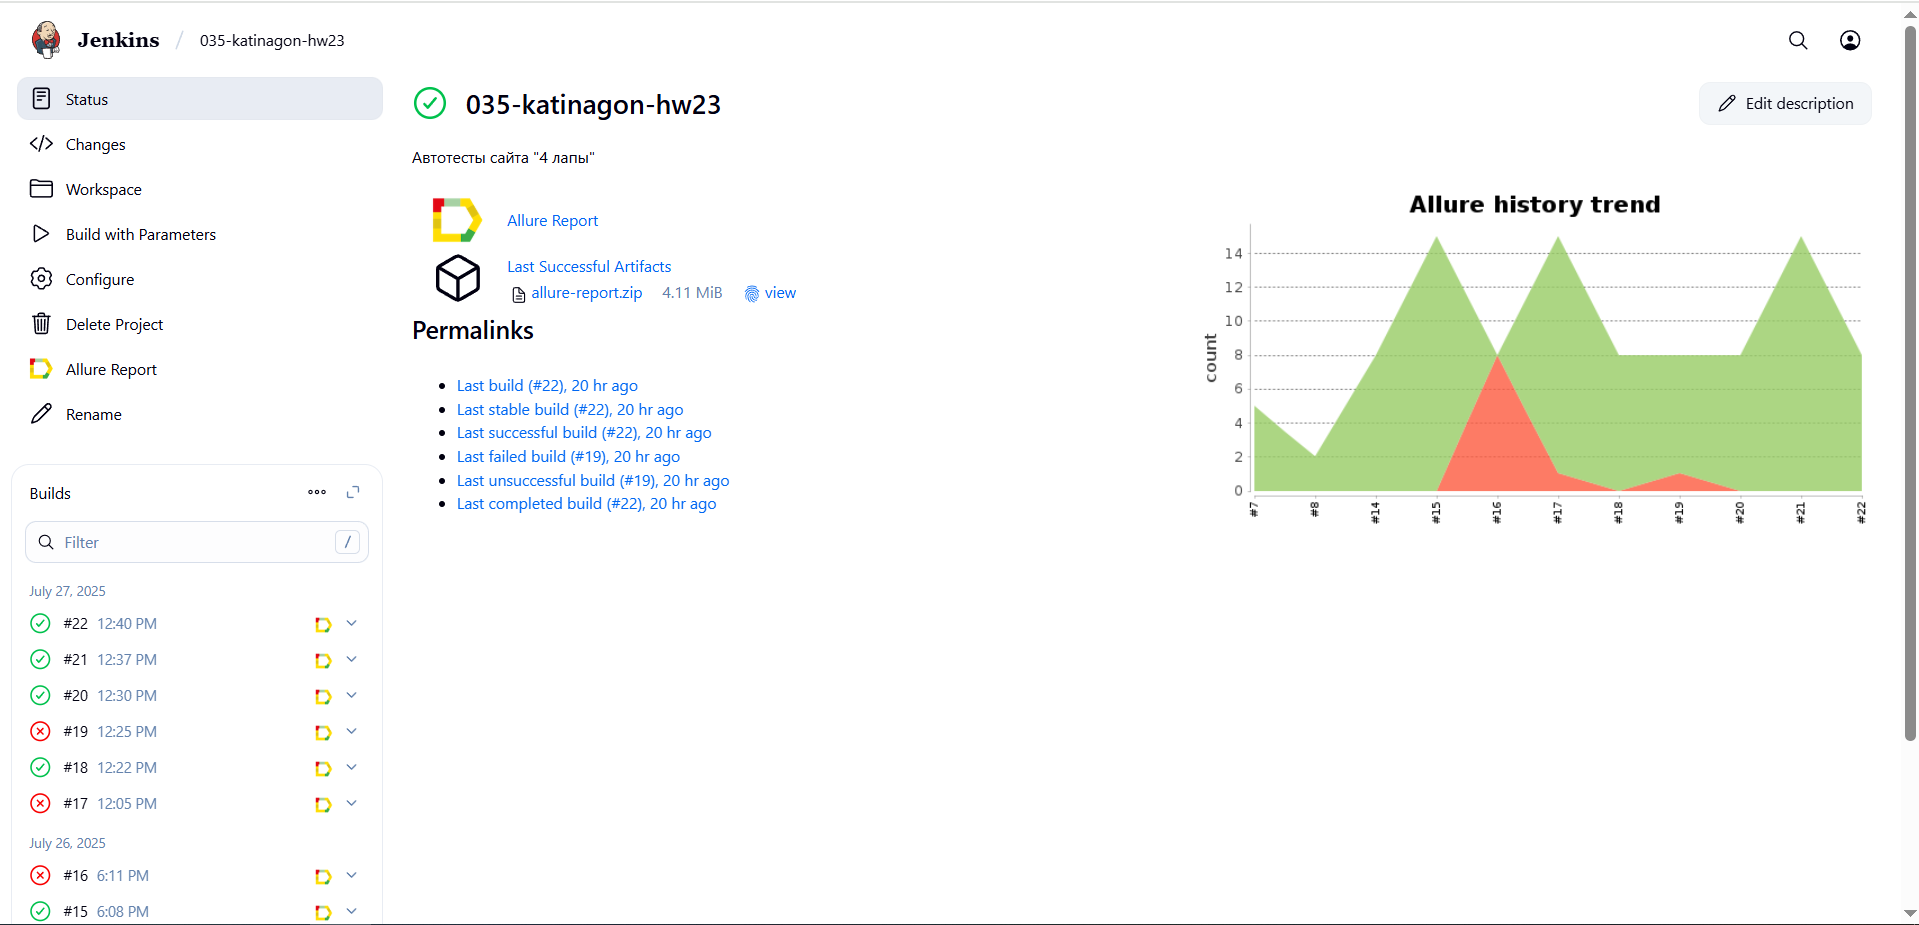 Jenkins / 035-katinagon-hw23
Status
Changes
Workspace
Build with Parameters
Configure
Delete Project
Allure Report
Rename
Builds
Filter /
July 27, 2025
#22 12:40 PM
#21 12:37 PM
#20 12:30 PM
#19 12:25 PM
#18 12:22 PM
#17 12:05 PM
July 26, 2025
#16 6:11 PM
#15 6:08 PM
035-katinagon-hw23
Edit description
Автотесты сайта "4 лапы"
Allure Report
Last Successful Artifacts
allure-report.zip 4.11 MiB view
Permalinks
Last build (#22), 20 hr ago
Last stable build (#22), 20 hr ago
Last successful build (#22), 20 hr ago
Last failed build (#19), 20 hr ago
Last unsuccessful build (#19), 20 hr ago
Last completed build (#22), 20 hr ago
Allure history trend
count
14
12
10
8
6
4
2
0
#7 #8 #14 #15 #16 #17 #18 #19 #20 #21 #22